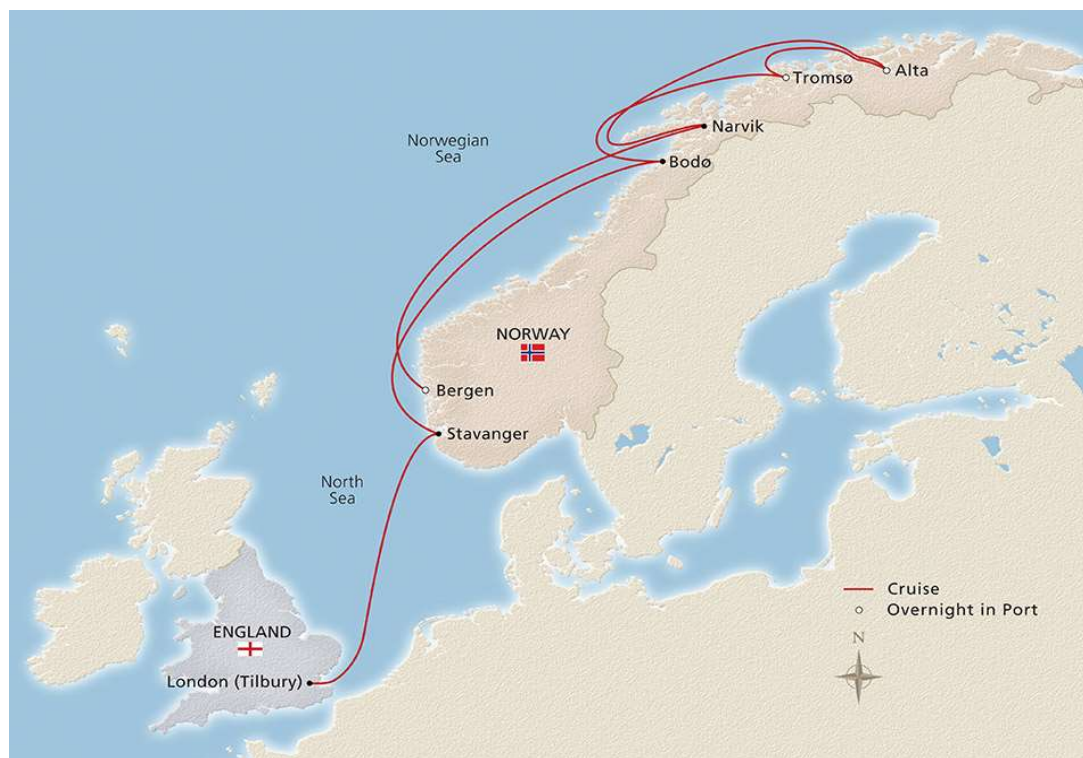 Alta
Tromsø
Narvik
Norwegian
Sea
Bodø
NORWAY
Bergen
Stavanger
North
Sea
Cruise
Overnight in Port
ENGLAND
N
London (Tilbury)